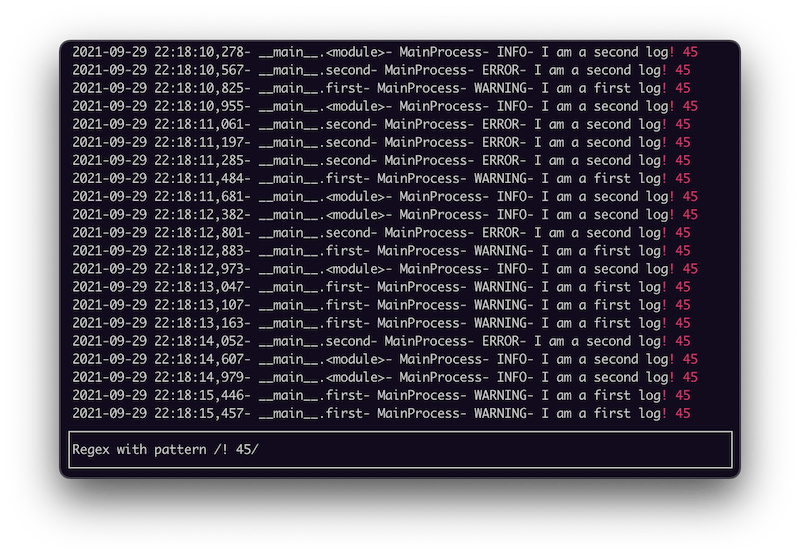 2021-09-29 22:18:10,278- __main__.<module>- MainProcess- INFO- I am a second log! 45
2021-09-29 22:18:10,567- __main__.second- MainProcess- ERROR- I am a second log! 45
2021-09-29 22:18:10,825- __main__.first- MainProcess- WARNING- I am a first log! 45
2021-09-29 22:18:10,955- __main__.<module>- MainProcess- INFO- I am a second log! 45
2021-09-29 22:18:11,061- __main__.second- MainProcess- ERROR- I am a second log! 45
2021-09-29 22:18:11,197- __main__.second- MainProcess- ERROR- I am a second log! 45
2021-09-29 22:18:11,285- __main__.second- MainProcess- ERROR- I am a second log! 45
2021-09-29 22:18:11,484- __main__.first- MainProcess- WARNING- I am a first log! 45
2021-09-29 22:18:11,681- __main__.<module>- MainProcess- INFO- I am a second log! 45
2021-09-29 22:18:12,382- __main__.<module>- MainProcess- INFO- I am a second log! 45
2021-09-29 22:18:12,801- __main__.second- MainProcess- ERROR- I am a second log! 45
2021-09-29 22:18:12,883- __main__.first- MainProcess- WARNING- I am a first log! 45
2021-09-29 22:18:12,973- __main__.<module>- MainProcess- INFO- I am a second log! 45
2021-09-29 22:18:13,047- __main__.first- MainProcess- WARNING- I am a first log! 45
2021-09-29 22:18:13,107- __main__.first- MainProcess- WARNING- I am a first log! 45
2021-09-29 22:18:13,163- __main__.first- MainProcess- WARNING- I am a first log! 45
2021-09-29 22:18:14,052- __main__.second- MainProcess- ERROR- I am a second log! 45
2021-09-29 22:18:14,607- __main__.<module>- MainProcess- INFO- I am a second log! 45
2021-09-29 22:18:14,979- __main__.<module>- MainProcess- INFO- I am a second log! 45
2021-09-29 22:18:15,446- __main__.first- MainProcess- WARNING- I am a first log! 45
2021-09-29 22:18:15,457- __main__.first- MainProcess- WARNING- I am a first log! 45
Regex with pattern /! 45/